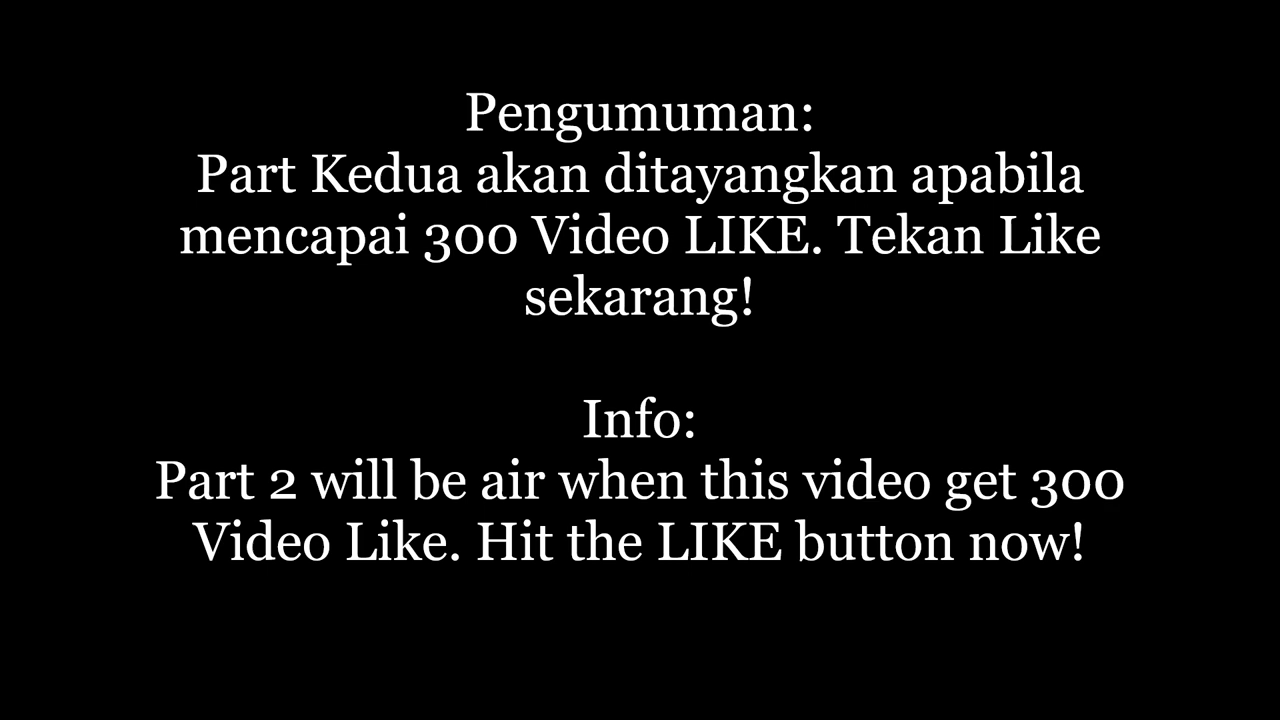 Pengumuman:
Part Kedua akan ditayangkan apabila
mencapai 300 Video LIKE. Tekan Like
sekarang!
Info:
Part 2 will be air when this video get 300
Video Like. Hit the LIKE button now!